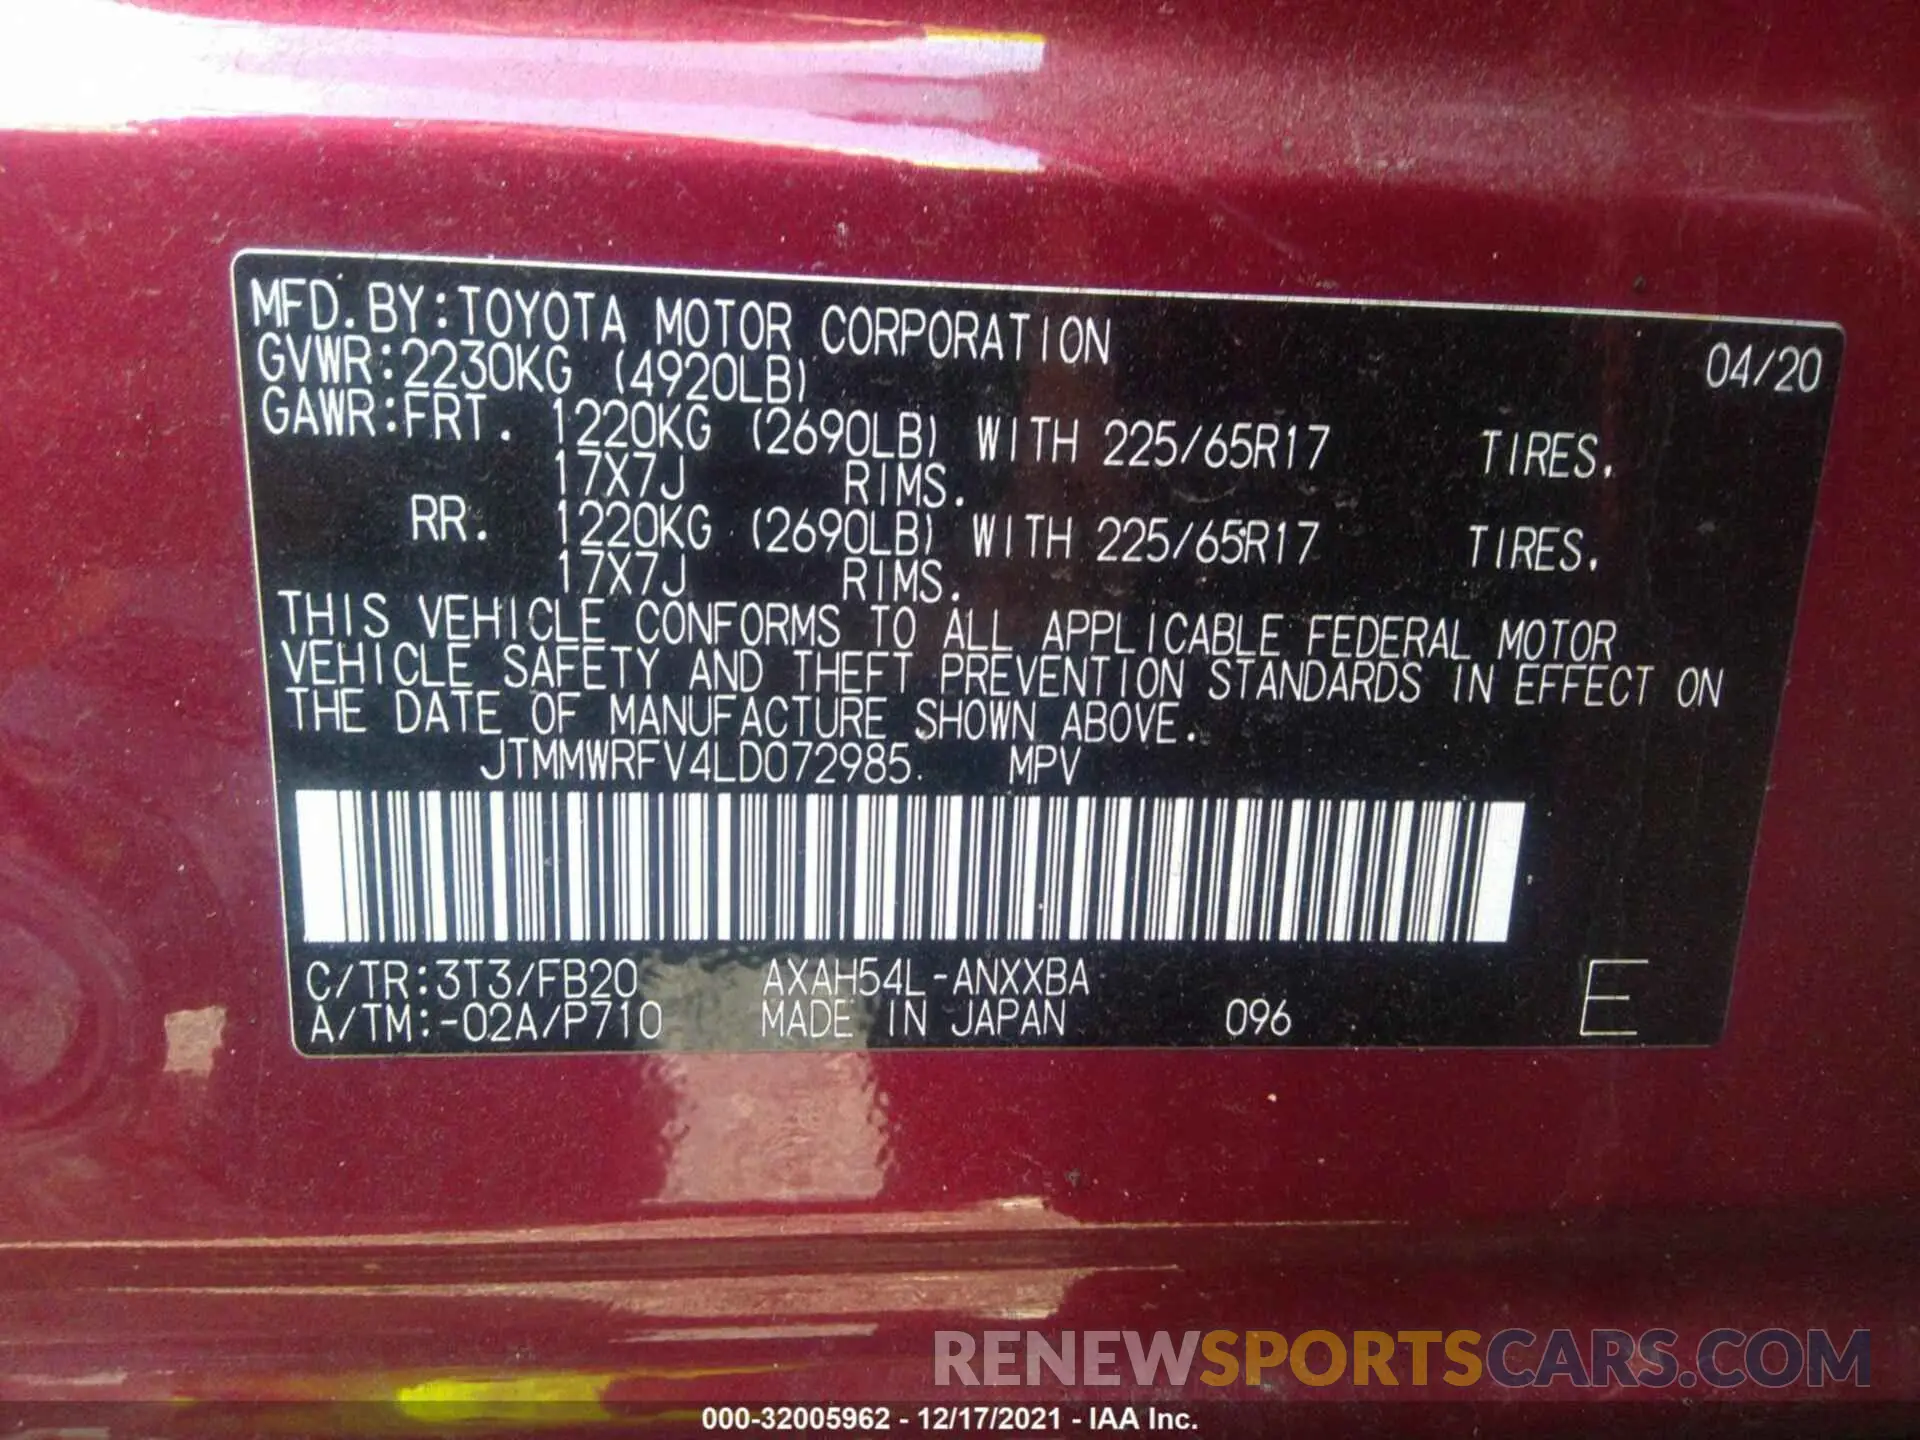 MFD.BY:TOYOTA MOTOR CORPORATION 04/20
GVWR:2230KG (4920LB)
GAWR:FRT. 1220KG (2690LB) WITH 225/65R17 TIRES.
17X7J RIMS.
RR. 1220KG (2690LB) WITH 225/65R17 TIRES.
17X7J RIMS.
THIS VEHICLE CONFORMS TO ALL APPLICABLE FEDERAL MOTOR
VEHICLE SAFETY AND THEFT PREVENTION STANDARDS IN EFFECT ON
THE DATE OF MANUFACTURE SHOWN ABOVE.
JTMMWRFV4LD072985. MPV
C/TR:3T3/FB20 AXAH54L-ANXXBA
A/TM:-02A/P710 MADE IN JAPAN 096 E
RENEWSPORTSCARS.COM
000-32005962 - 12/17/2021 - IAA Inc.